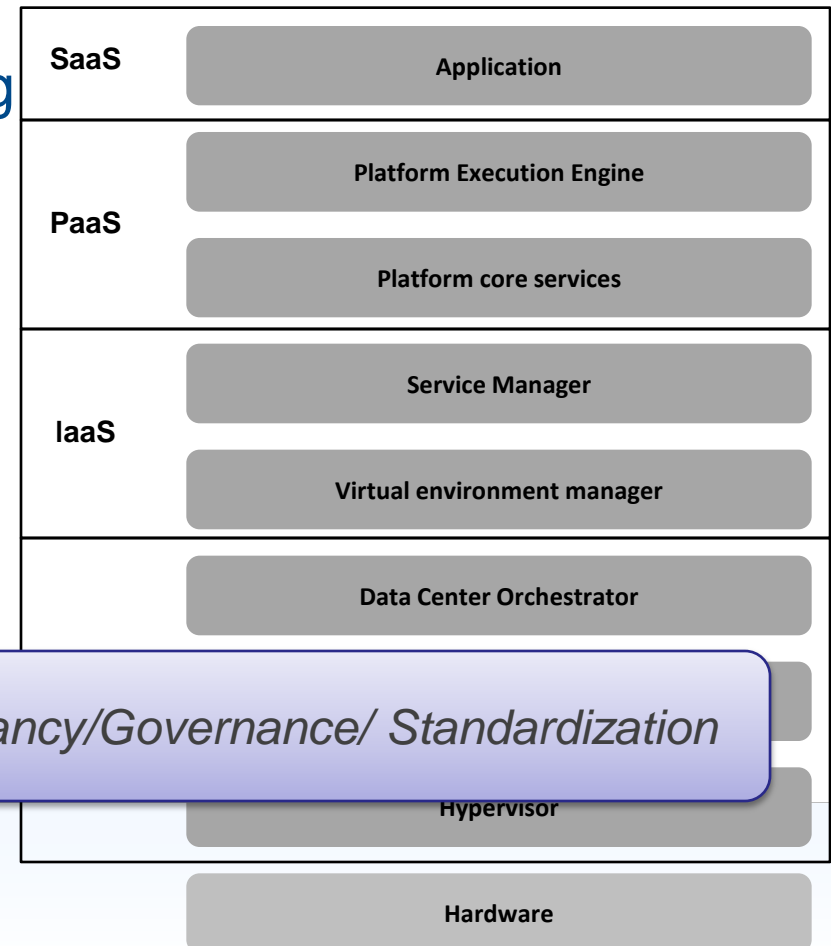 SaaS
Application
g
Platform Execution Engine
PaaS
Platform core services
Service Manager
IaaS
Virtual environment manager
Data Center Orchestrator
ancy/Governance/ Standardization
Hypervisor
Hardware